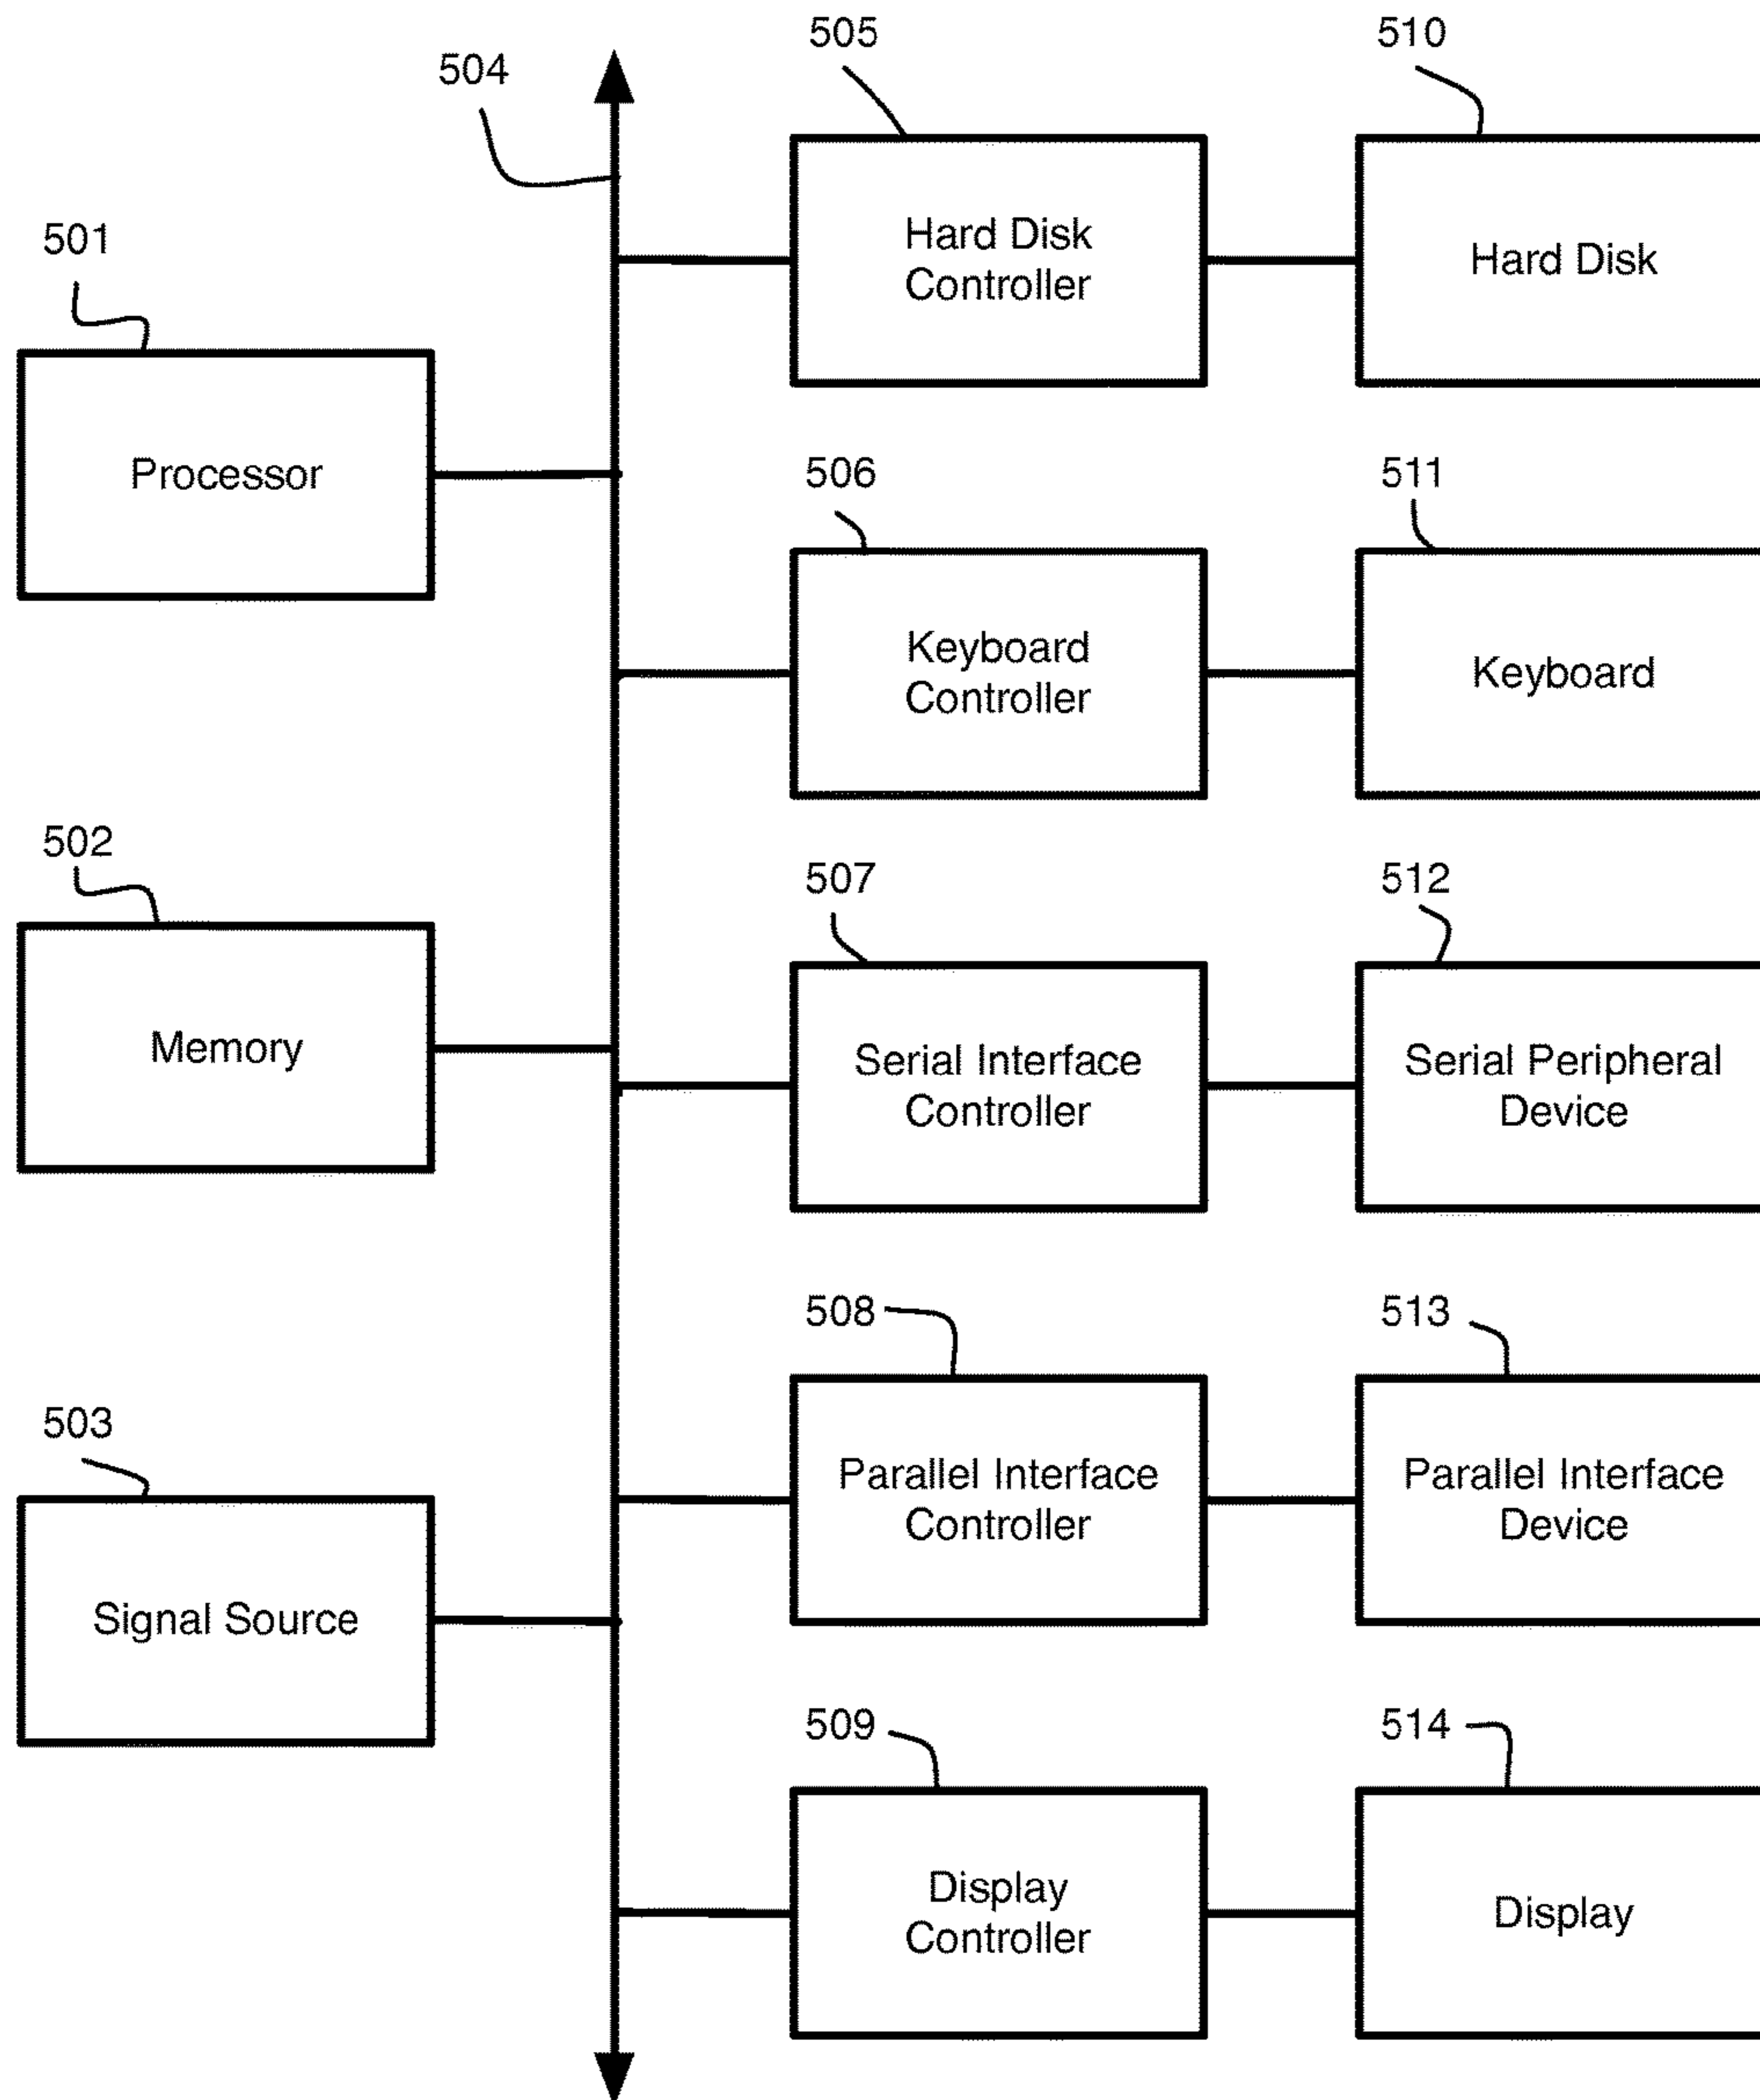 505
510
504
Hard Disk
Controller
Hard Disk
501
Processor
506
511
Keyboard
Controller
Keyboard
502
Memory
507
512
Serial Interface
Controller
Serial Peripheral
Device
508
513
503
Parallel Interface
Controller
Parallel Interface
Device
Signal Source
509
514
Display
Controller
Display